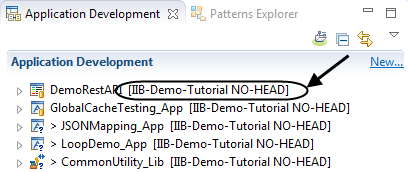 Application Development Patterns Explorer
Application Development New...
DemoRestAPI [IIB-Demo-Tutorial NO-HEAD]
GlobalCacheTesting_App [IIB-Demo-Tutorial NO-HEAD]
> JSONMapping_App [IIB-Demo-Tutorial NO-HEAD]
> LoopDemo_App [IIB-Demo-Tutorial NO-HEAD]
> CommonUtility_Lib [IIB-Demo-Tutorial NO-HEAD]